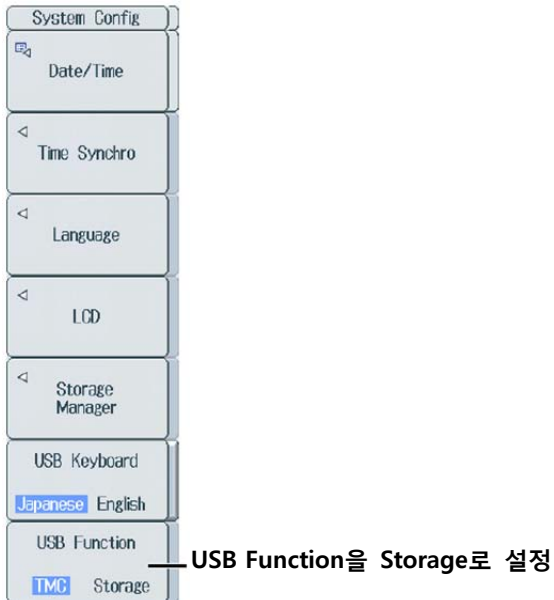 System Config
Date/Time
Time Synchro
Language
LCD
Storage
Manager
USB Keyboard
Japanese English
USB Function
TMC Storage
USB Function을 Storage로 설정